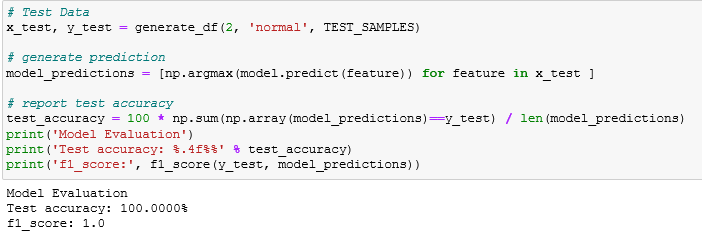 # Test Data
x_test, y_test = generate_df(2, 'normal', TEST_SAMPLES)
# generate prediction
model_predictions = [np.argmax(model.predict(feature)) for feature in x_test ]
# report test accuracy
test_accuracy = 100 * np.sum(np.array(model_predictions)==y_test) / len(model_predictions)
print('Model Evaluation')
print('Test accuracy: %.4f%%' % test_accuracy)
print('f1_score:', f1_score(y_test, model_predictions))
Model Evaluation
Test accuracy: 100.0000%
f1_score: 1.0